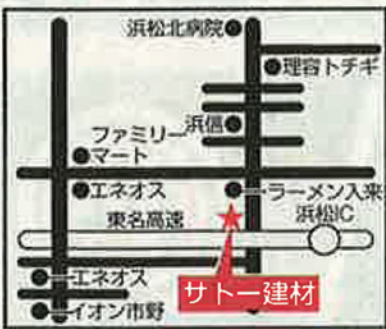 浜松北病院
理容トチギ
浜信
ファミリー
マート
エネオス
ラーメン入来
東名高速
浜松IC
エネオス
サトー建材
イオン市野